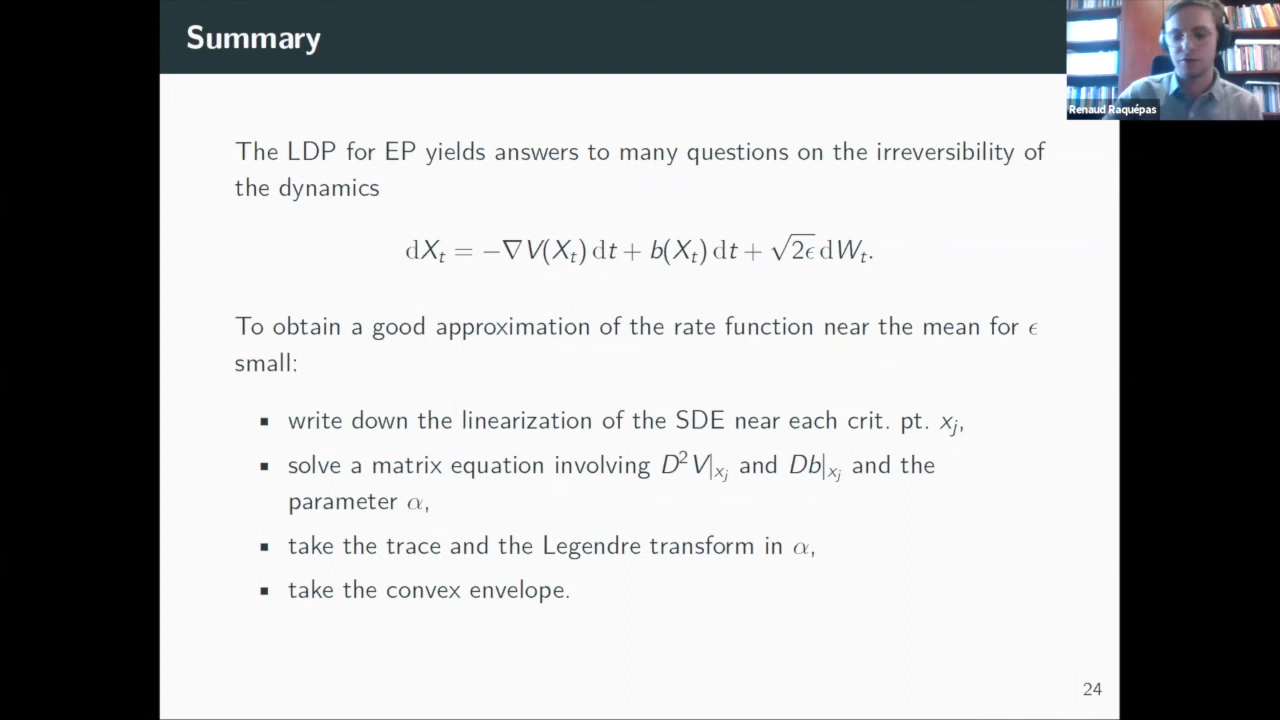 Summary
Renaud Raquépas
The LDP for EP yields answers to many questions on the irreversibility of
the dynamics
dX_t = −∇V(X_t) dt + b(X_t) dt + √2ϵ dW_t.
To obtain a good approximation of the rate function near the mean for ϵ
small:
▪ write down the linearization of the SDE near each crit. pt. x_j,
▪ solve a matrix equation involving D²V|_{x_j} and Db|_{x_j} and the
parameter α,
▪ take the trace and the Legendre transform in α,
▪ take the convex envelope.
24